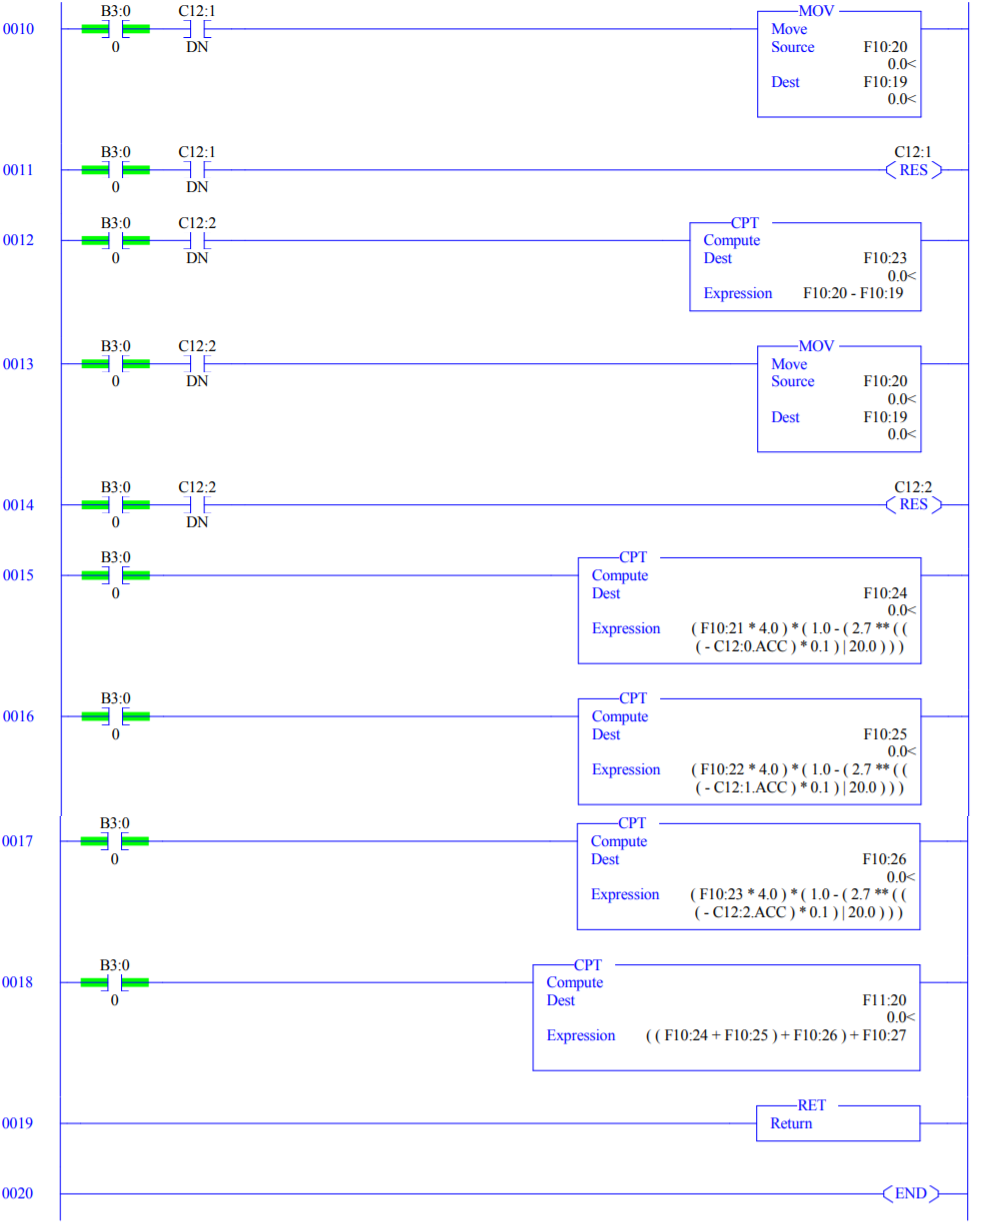 B3:0 C12:1 MOV
0010 Move
0 DN Source F10:20
0.0<
Dest F10:19
0.0<
B3:0 C12:1 C12:1
0011 RES
0 DN
B3:0 C12:2 CPT
0012 Compute
0 DN Dest F10:23
0.0<
Expression F10:20 - F10:19
B3:0 C12:2 MOV
0013 Move
0 DN Source F10:20
0.0<
Dest F10:19
0.0<
B3:0 C12:2 C12:2
0014 RES
0 DN
B3:0 CPT
0015 Compute
0 Dest F10:24
0.0<
Expression ( F10:21 * 4.0 ) * ( 1.0 - ( 2.7 ** ( (
( - C12:0.ACC ) * 0.1 ) | 20.0 ) ) )
B3:0 CPT
0016 Compute
0 Dest F10:25
0.0<
Expression ( F10:22 * 4.0 ) * ( 1.0 - ( 2.7 ** ( (
( - C12:1.ACC ) * 0.1 ) | 20.0 ) ) )
B3:0 CPT
0017 Compute
0 Dest F10:26
0.0<
Expression ( F10:23 * 4.0 ) * ( 1.0 - ( 2.7 ** ( (
( - C12:2.ACC ) * 0.1 ) | 20.0 ) ) )
B3:0 CPT
0018 Compute
0 Dest F11:20
0.0<
Expression ( ( F10:24 + F10:25 ) + F10:26 ) + F10:27
RET
0019 Return
0020 END